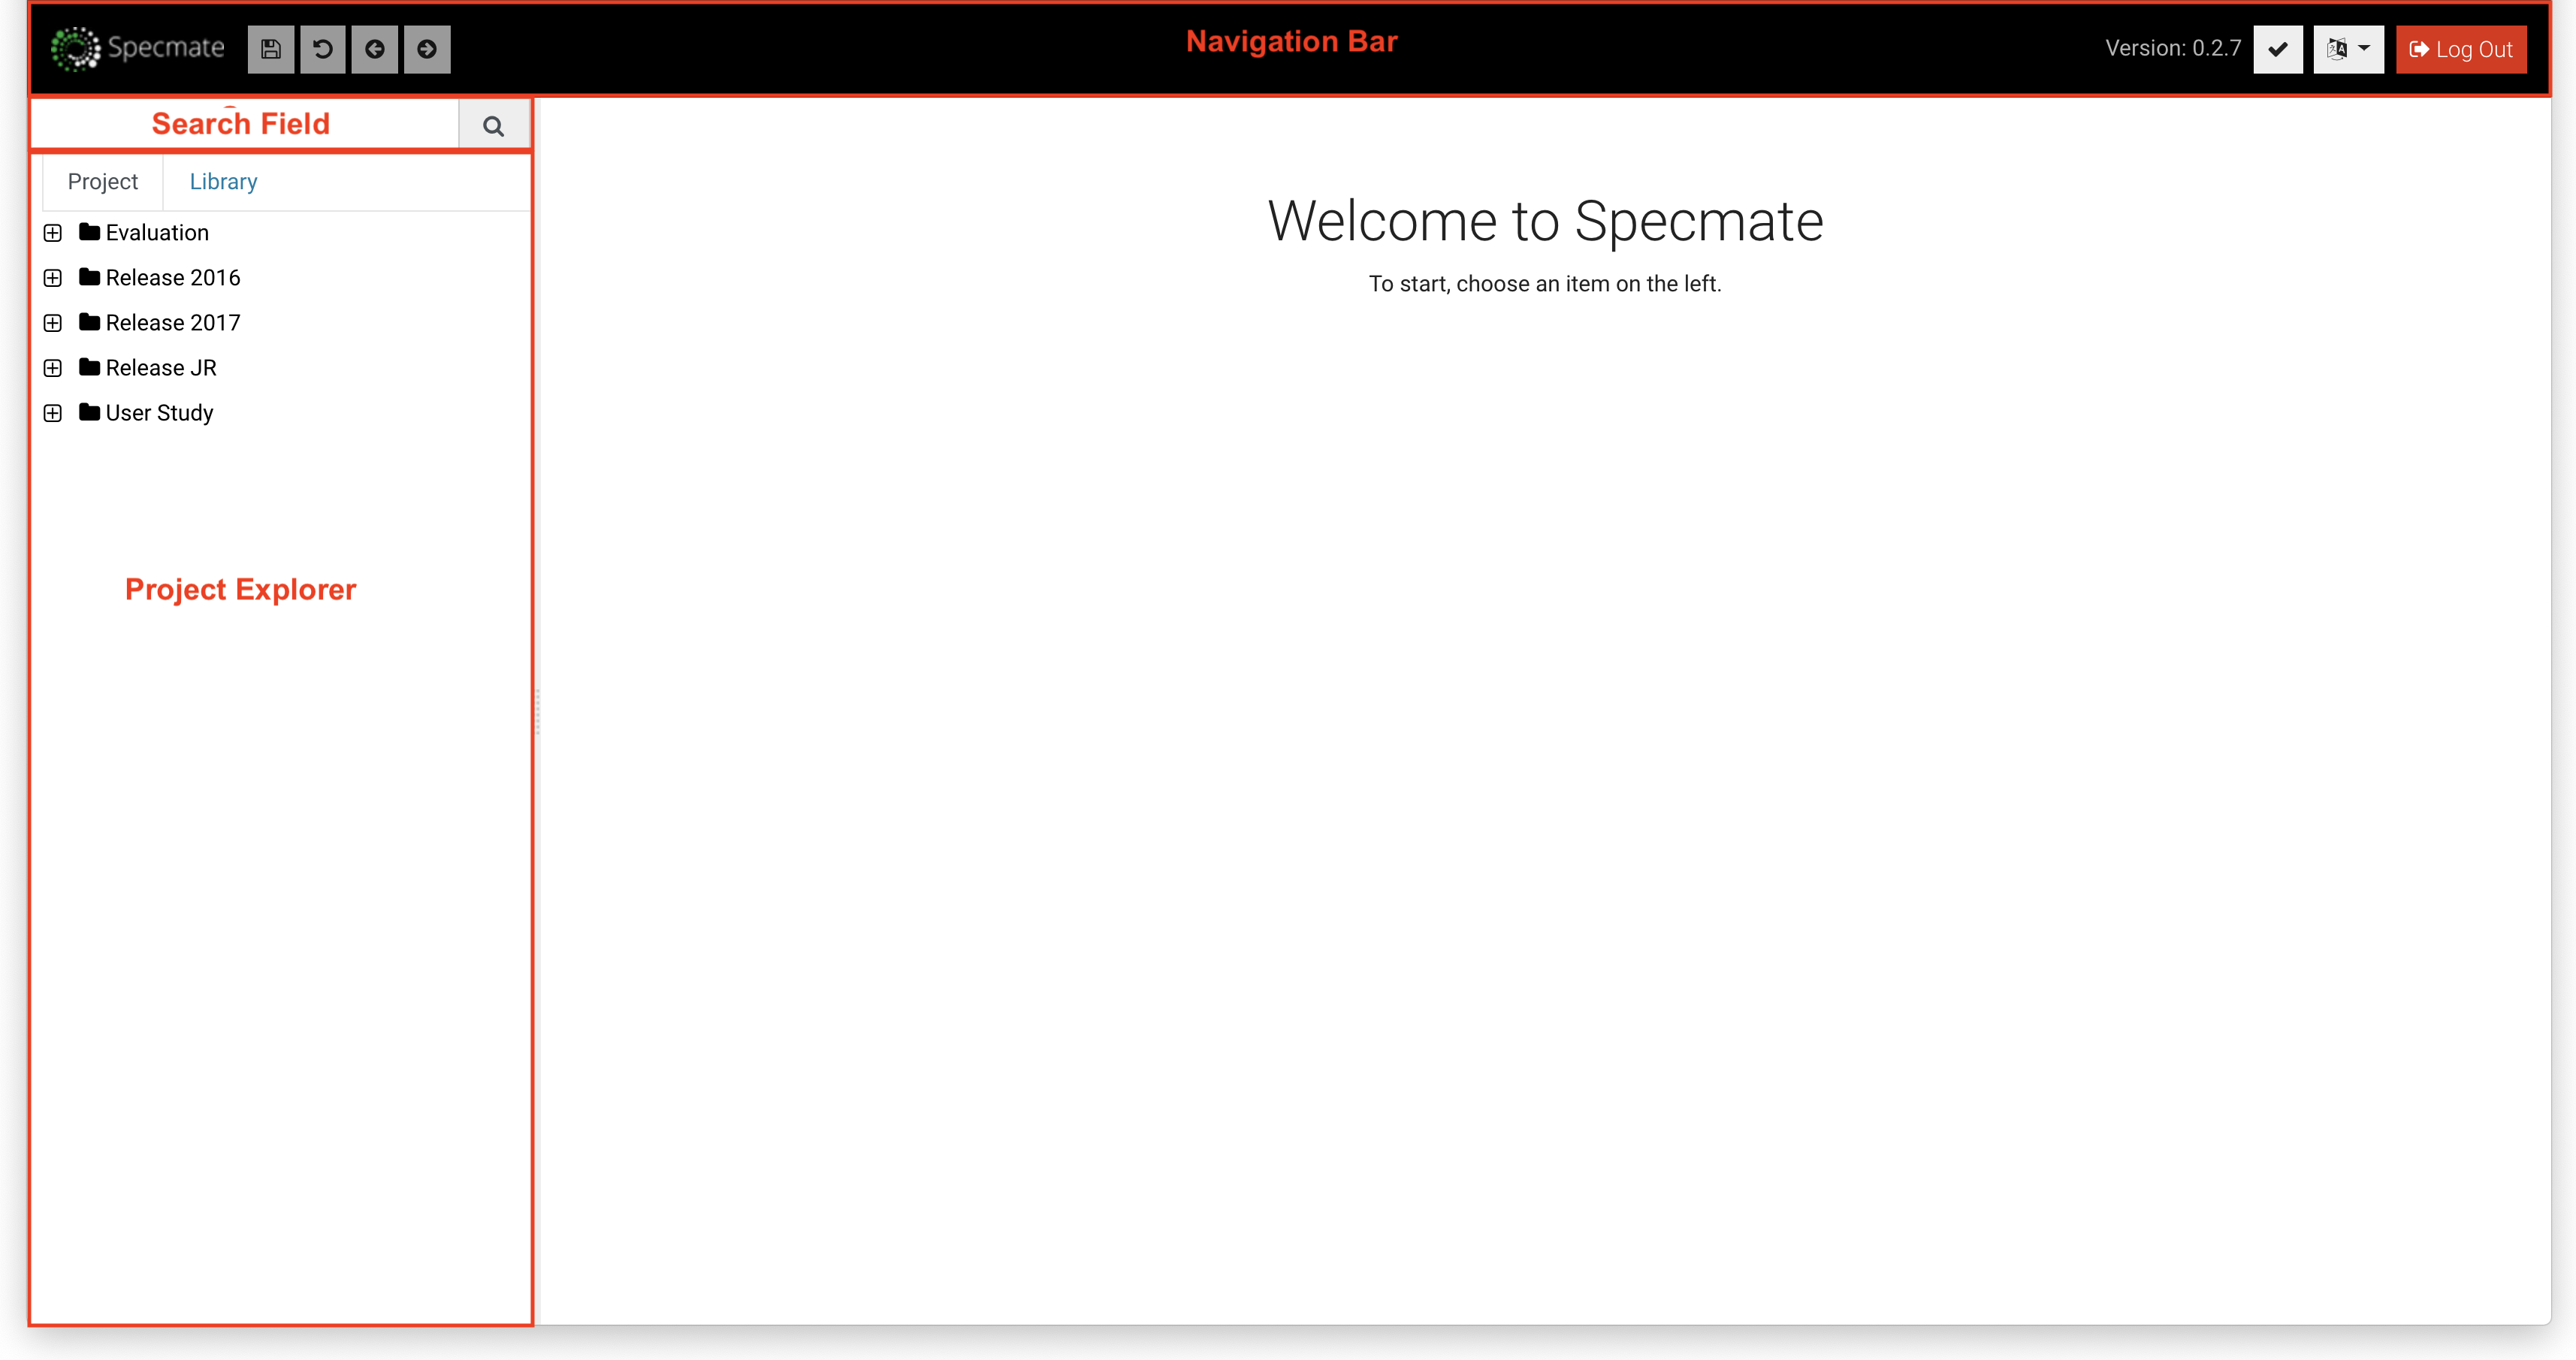 Specmate
Navigation Bar
Version: 0.2.7
Log Out
Search Field
Project
Library
Evaluation
Release 2016
Release 2017
Release JR
User Study
Project Explorer
Welcome to Specmate
To start, choose an item on the left.